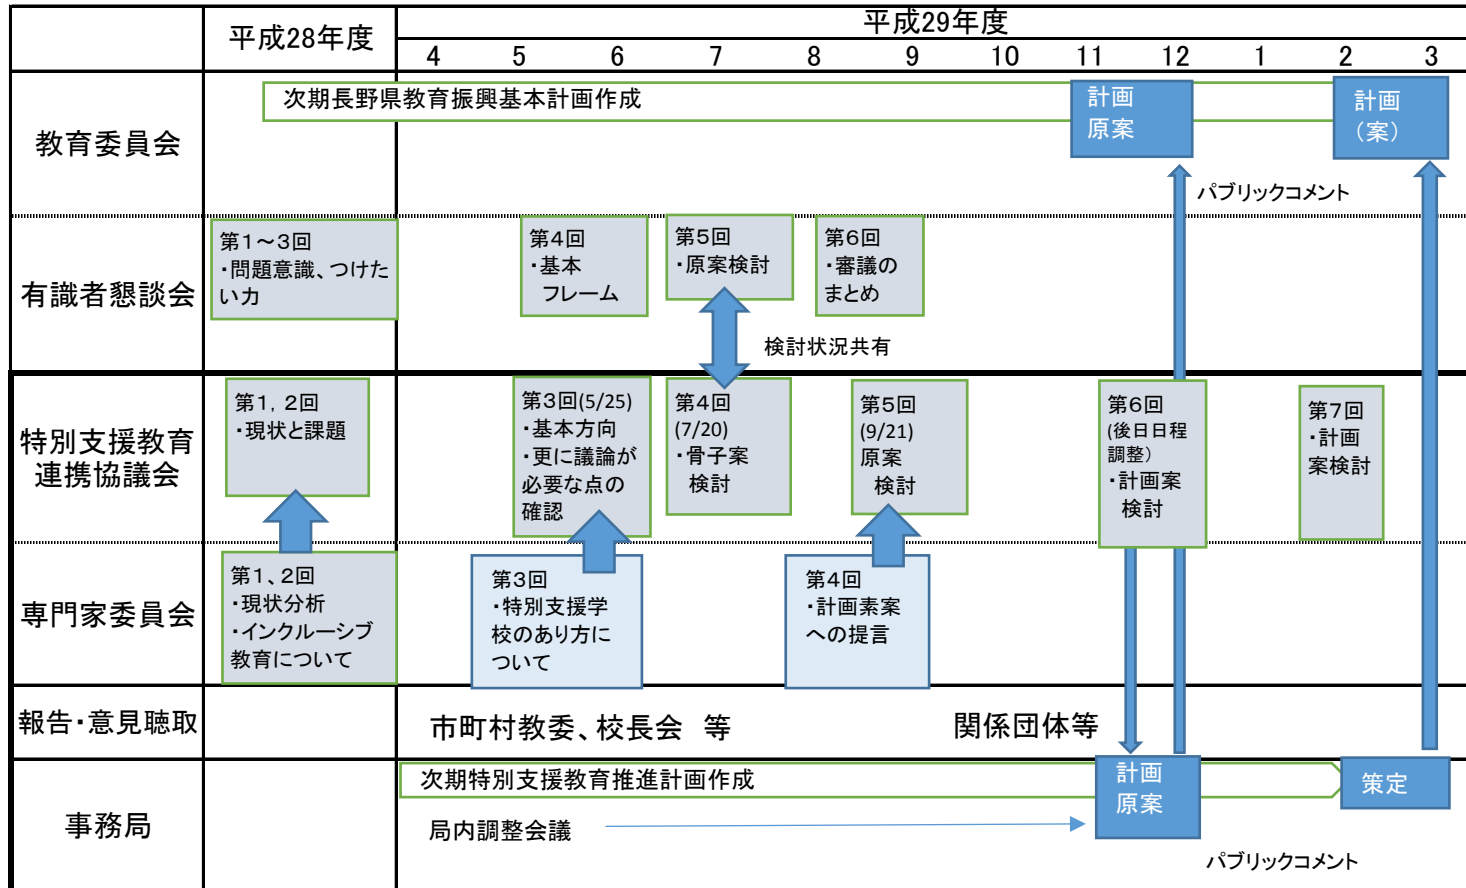 平成28年度
平成29年度
4 5 6 7 8 9 10 11 12 1 2 3
教育委員会
次期長野県教育振興基本計画作成
計画
原案
計画
（案）
パブリックコメント
有識者懇談会
第1～3回
・問題意識、つけた
い力
第4回
・基本
フレーム
第5回
・原案検討
第6回
・審議の
まとめ
検討状況共有
特別支援教育
連携協議会
第1，2回
・現状と課題
第3回(5/25)
・基本方向
・更に議論が
必要な点の
確認
第4回
(7/20)
・骨子案
検討
第5回
(9/21)
原案
検討
第6回
(後日日程
調整）
・計画案
検討
第7回
・計画
案検討
専門家委員会
第1、2回
・現状分析
・インクルーシブ
教育について
第3回
・特別支援学
校のあり方に
ついて
第4回
・計画素案
への提言
報告・意見聴取
市町村教委、校長会　等
関係団体等
事務局
次期特別支援教育推進計画作成
計画
原案
策定
局内調整会議
パブリックコメント